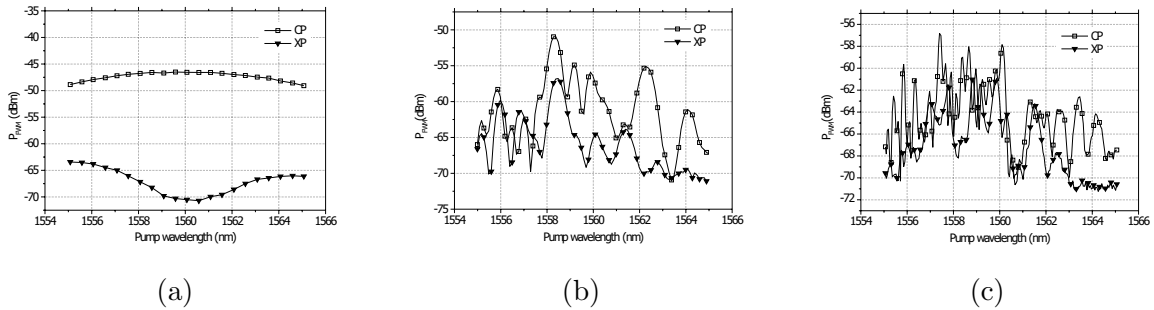 (a)
-35
-40
-45
-50
-55
-60
-65
-70
P_FWM (dBm)
CP
XP
1554 1556 1558 1560 1562 1564 1566
Pump wavelength (nm)
(b)
-50
-55
-60
-65
-70
-75
P_FWM (dBm)
CP
XP
1554 1556 1558 1560 1562 1564 1566
Pump wavelength (nm)
(c)
-56
-58
-60
-62
-64
-66
-68
-70
-72
P_FWM (dBm)
CP
XP
1554 1556 1558 1560 1562 1564 1566
Pump wavelength (nm)
(a) (b) (c)